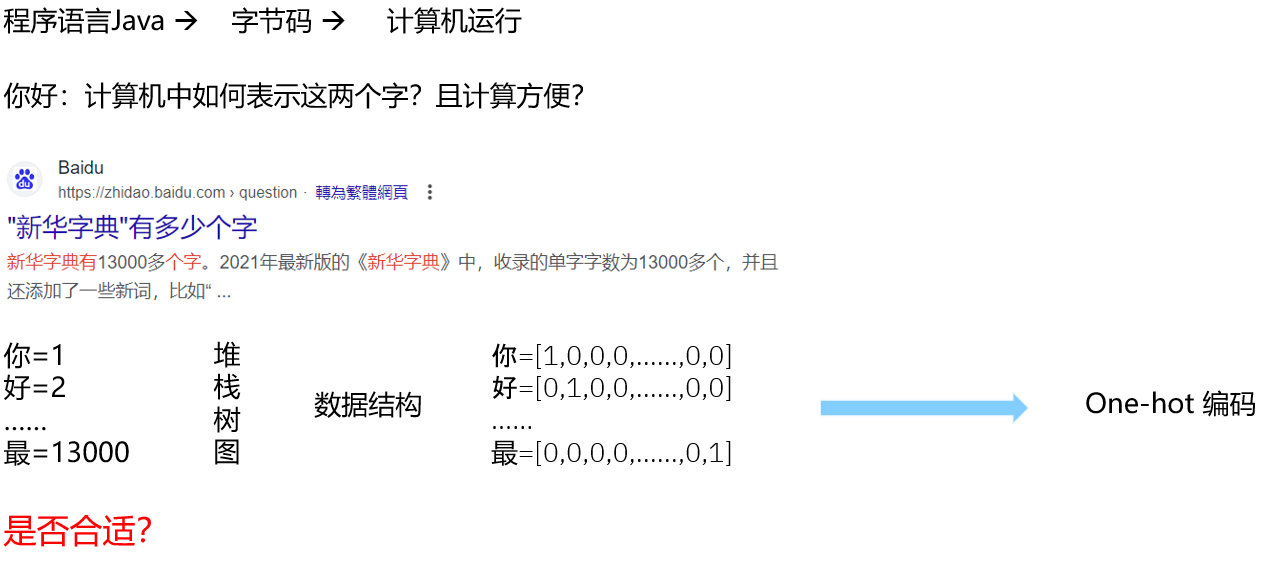 程序语言Java → 字节码 → 计算机运行
你好：计算机中如何表示这两个字？且计算方便？
Baidu
https://zhidao.baidu.com › question · 轉為繁體網頁
du
"新华字典"有多少个字
新华字典有13000多个字。2021年最新版的《新华字典》中，收录的单字字数为13000多个，并且
还添加了一些新词，比如“ ...
你=1
好=2
……
最=13000
堆
栈
树
图
数据结构
你=[1,0,0,0,……,0,0]
好=[0,1,0,0,……,0,0]
……
最=[0,0,0,0,……,0,1]
One-hot 编码
是否合适？